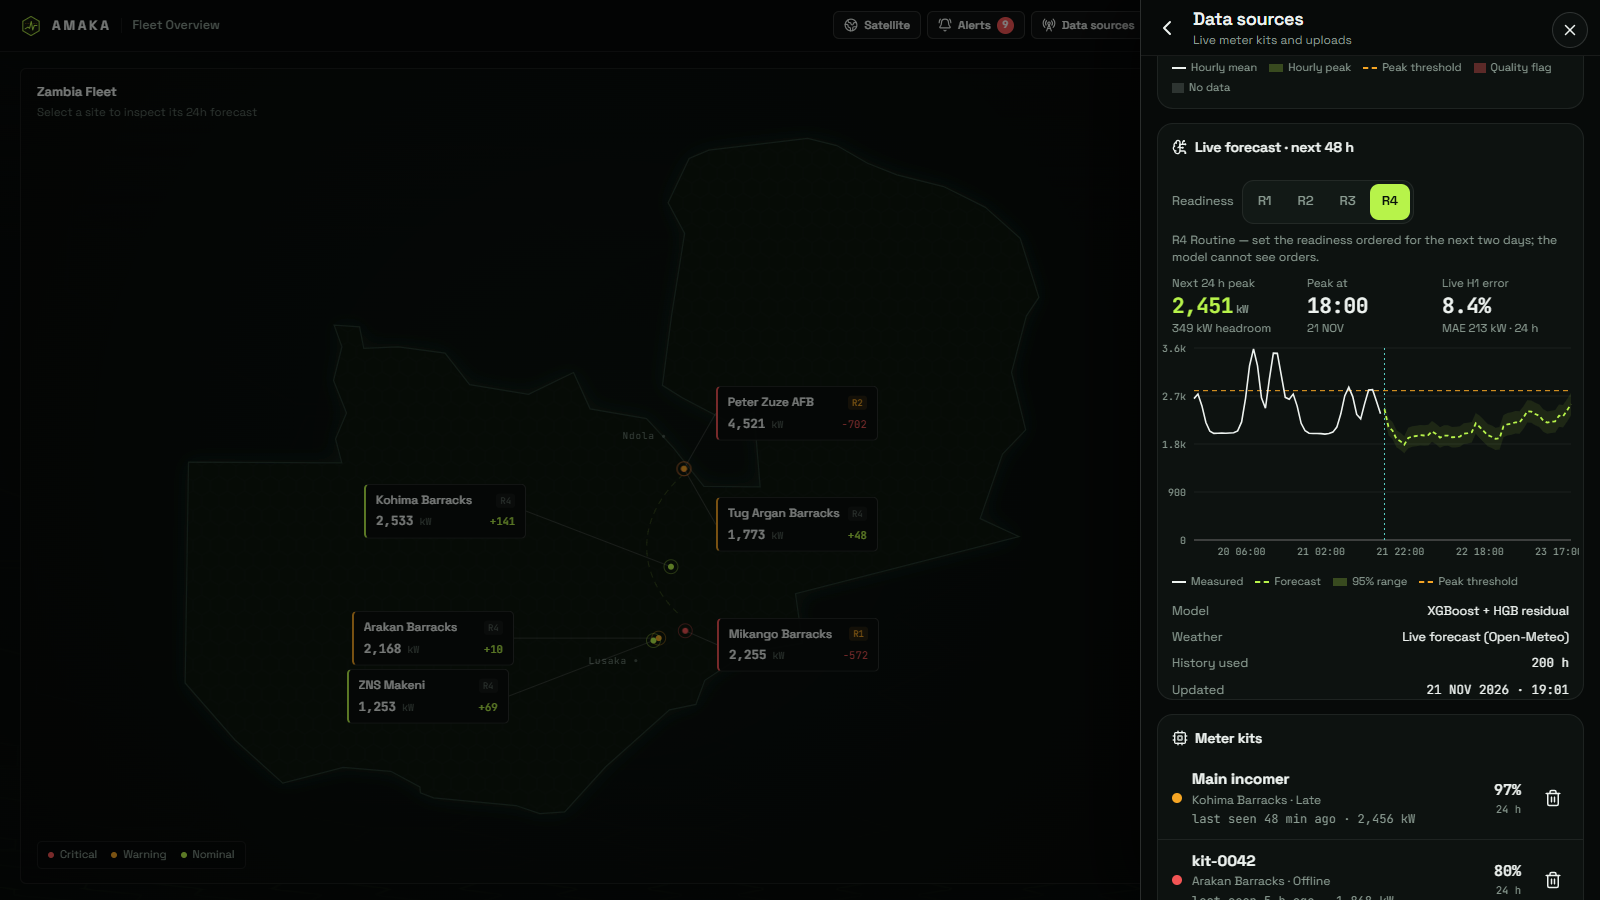 AMAKA Fleet Overview
Satellite Alerts 9 Data sources
Zambia Fleet
Select a site to inspect its 24h forecast
Peter Zuze AFB R2
4,521 kW -702
Ndola
Kohima Barracks R4
2,533 kW +141
Tug Argan Barracks R4
1,773 kW +48
Arakan Barracks R4
2,168 kW +10
Mikango Barracks R1
2,255 kW -572
Lusaka
ZNS Makeni R4
1,253 kW +69
Critical Warning Nominal
Data sources
Live meter kits and uploads
Hourly mean Hourly peak Peak threshold Quality flag
No data
Live forecast · next 48 h
Readiness R1 R2 R3 R4
R4 Routine — set the readiness ordered for the next two days; the
model cannot see orders.
Next 24 h peak Peak at Live H1 error
2,451 kW 18:00 8.4%
349 kW headroom 21 NOV MAE 213 kW · 24 h
3.6k
2.7k
1.8k
900
0
20 06:00 21 02:00 21 22:00 22 18:00 23 17:00
Measured Forecast 95% range Peak threshold
Model XGBoost + HGB residual
Weather Live forecast (Open-Meteo)
History used 200 h
Updated 21 NOV 2026 · 19:01
Meter kits
Main incomer 97%
Kohima Barracks · Late 24 h
last seen 48 min ago · 2,456 kW
kit-0042 80%
Arakan Barracks · Offline 24 h